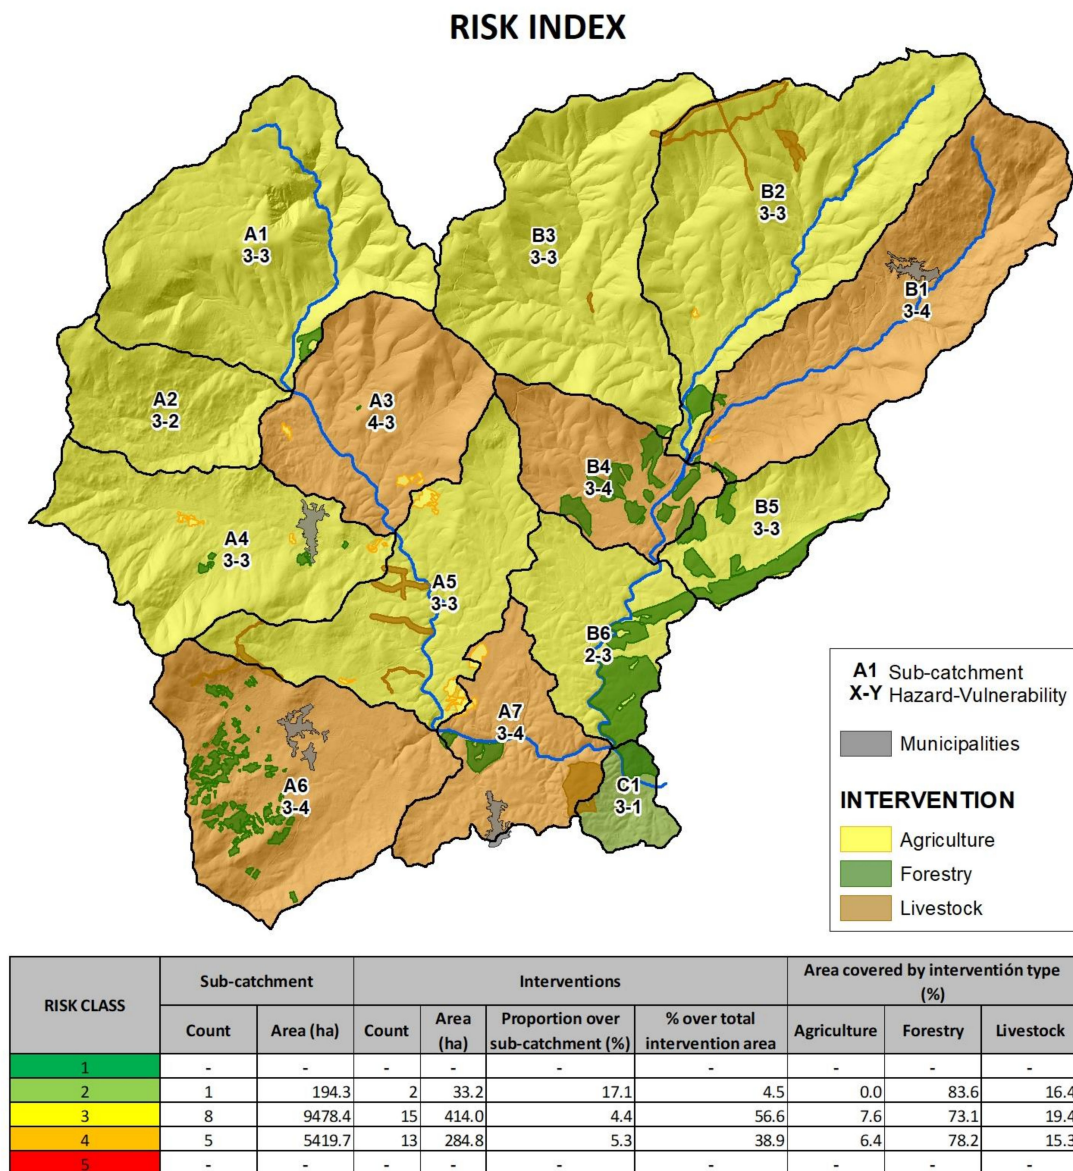 RISK INDEX
B2
3-3
A1
3-3
B3
3-3
B1
3-4
A2
3-2
A3
4-3
B4
3-4
B5
3-3
A4
3-3
A5
3-3
B6
2-3
A7
3-4
A6
3-4
C1
3-1
A1 Sub-catchment
X-Y Hazard-Vulnerability
Municipalities
INTERVENTION
Agriculture
Forestry
Livestock
RISK CLASS Sub-catchment Interventions Area covered by interventión type (%)
Count Area (ha) Count Area (ha) Proportion over sub-catchment (%) % over total intervention area Agriculture Forestry Livestock
1 - - - - - - - - -
2 1 194.3 2 33.2 17.1 4.5 0.0 83.6 16.4
3 8 9478.4 15 414.0 4.4 56.6 7.6 73.1 19.4
4 5 5419.7 13 284.8 5.3 38.9 6.4 78.2 15.3
5 - - - - - - - - -